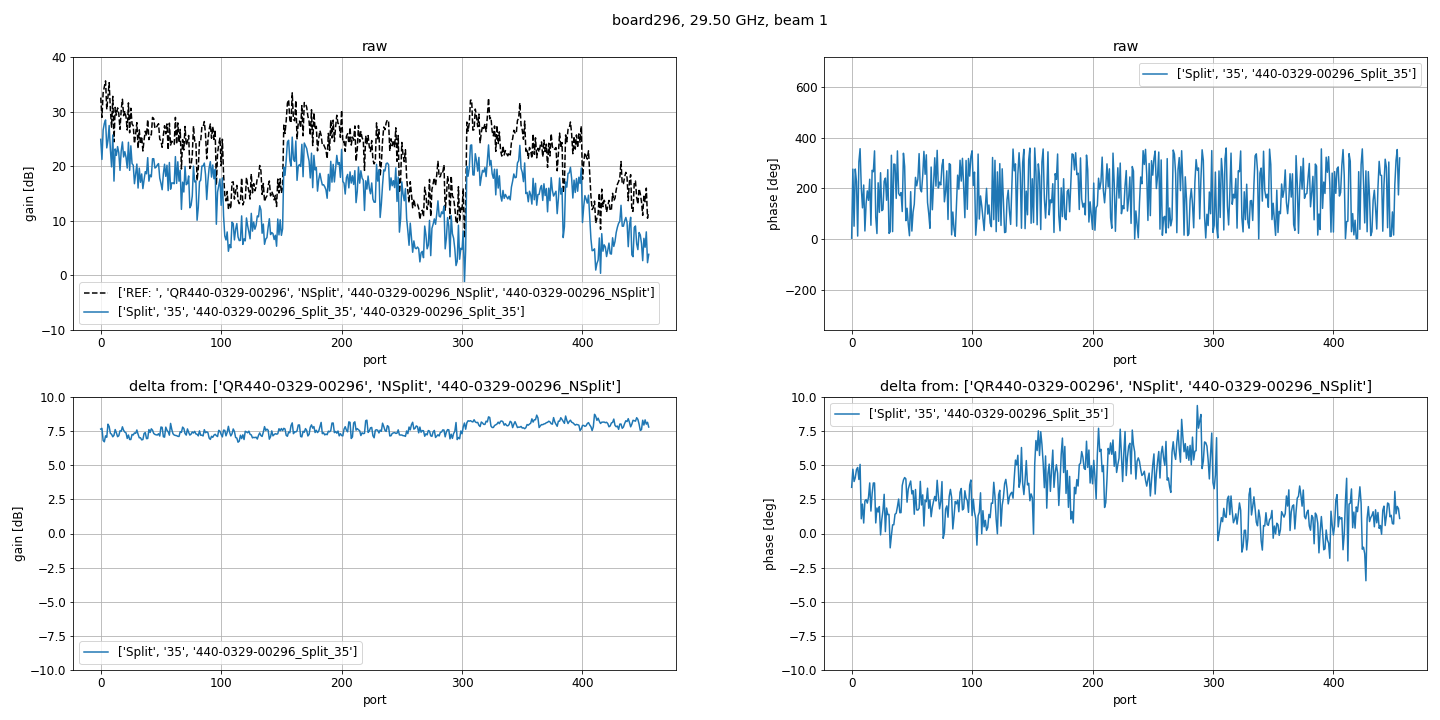 board296, 29.50 GHz, beam 1
raw
40
30
20
10
0
−10
gain [dB]
['REF: ', 'QR440-0329-00296', 'NSplit', '440-0329-00296_NSplit', '440-0329-00296_NSplit']
['Split', '35', '440-0329-00296_Split_35', '440-0329-00296_Split_35']
0 100 200 300 400
port
raw
600
400
200
0
−200
phase [deg]
['Split', '35', '440-0329-00296_Split_35']
0 100 200 300 400
port
delta from: ['QR440-0329-00296', 'NSplit', '440-0329-00296_NSplit']
10.0
7.5
5.0
2.5
0.0
−2.5
−5.0
−7.5
−10.0
gain [dB]
['Split', '35', '440-0329-00296_Split_35']
0 100 200 300 400
port
delta from: ['QR440-0329-00296', 'NSplit', '440-0329-00296_NSplit']
10.0
7.5
5.0
2.5
0.0
−2.5
−5.0
−7.5
−10.0
phase [deg]
['Split', '35', '440-0329-00296_Split_35']
0 100 200 300 400
port